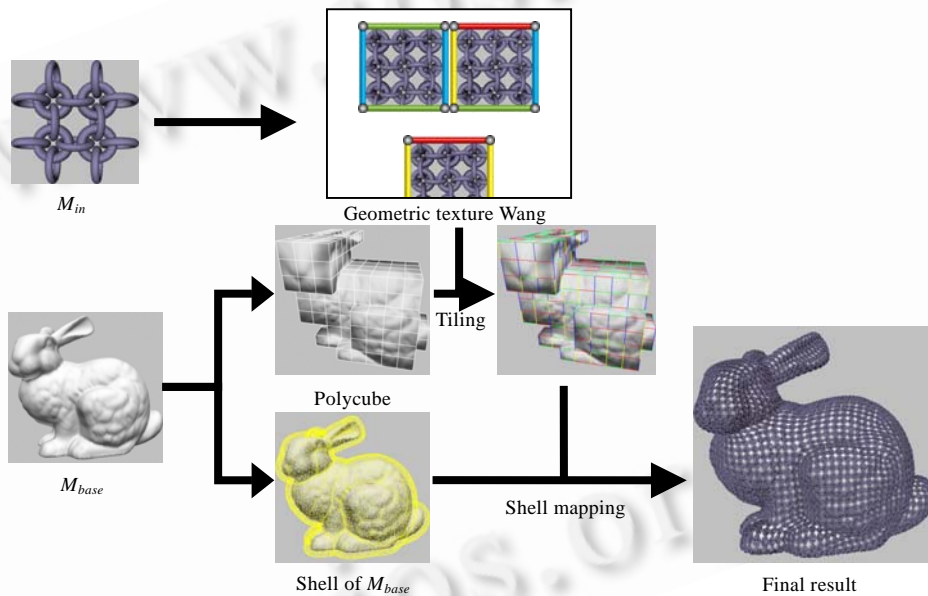 M_in
Geometric texture Wang
Tiling
Polycube
M_base
Shell mapping
Shell of M_base
Final result